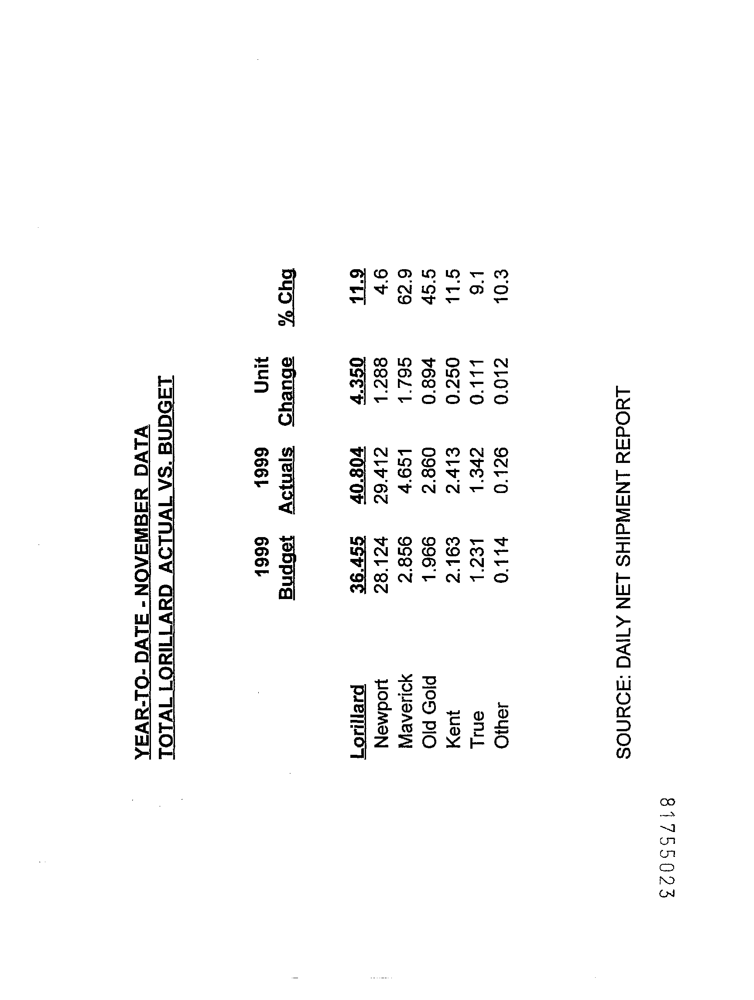 YEAR-TO-DATE - NOVEMBER DATA
TOTAL LORILLARD ACTUAL VS. BUDGET
1999 1999 Unit
Budget Actuals Change % Chg
Lorillard 36.455 40.804 4.350 11.9
Newport 28.124 29.412 1.288 4.6
Maverick 2.856 4.651 1.795 62.9
Old Gold 1.966 2.860 0.894 45.5
Kent 2.163 2.413 0.250 11.5
True 1.231 1.342 0.111 9.1
Other 0.114 0.126 0.012 10.3
SOURCE: DAILY NET SHIPMENT REPORT
81755023